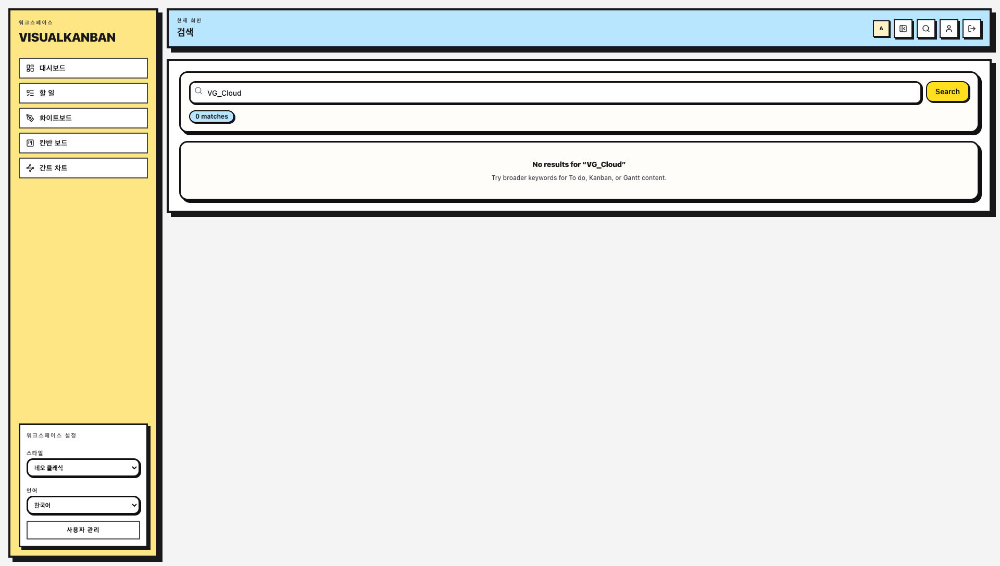 워크스페이스
VISUALKANBAN
대시보드
할 일
화이트보드
칸반 보드
간트 차트
워크스페이스 설정
스타일
네오 클래식
언어
한국어
사용자 관리
현재 화면
검색
A
VG_Cloud
Search
0 matches
No results for “VG_Cloud”
Try broader keywords for To do, Kanban, or Gantt content.